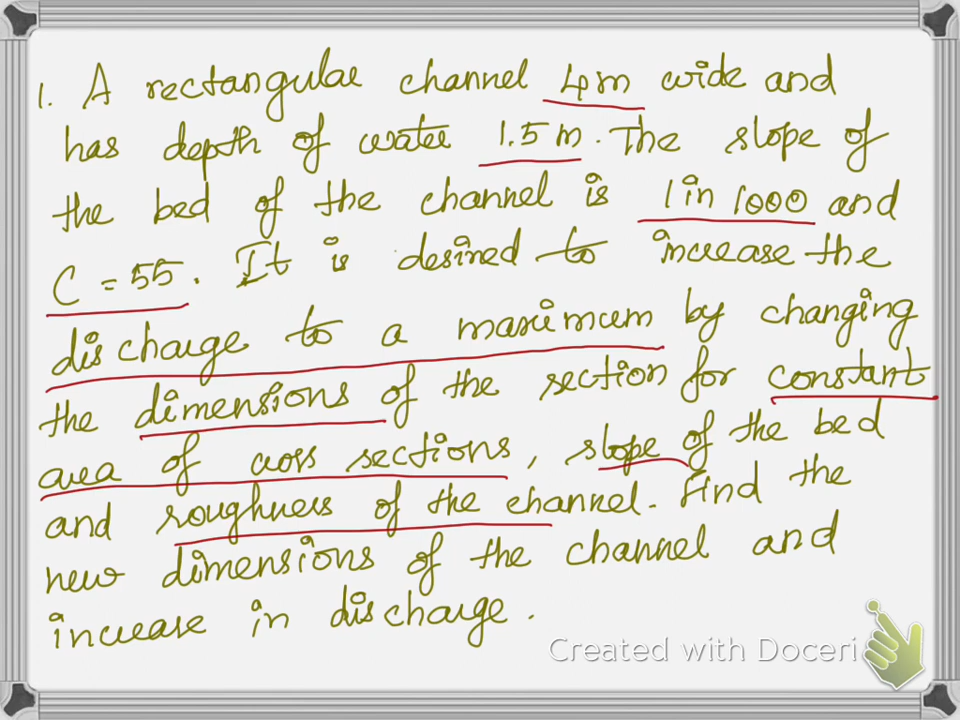 1. A rectangular channel 4m wide and
has depth of water 1.5 m. The slope of
the bed of the channel is 1 in 1000 and
C = 55. It is desired to increase the
discharge to a maximum by changing
the dimensions of the section for constant
area of cross sections, slope of the bed
and roughness of the channel. Find the
new dimensions of the channel and
increase in discharge.
Created with Doceri